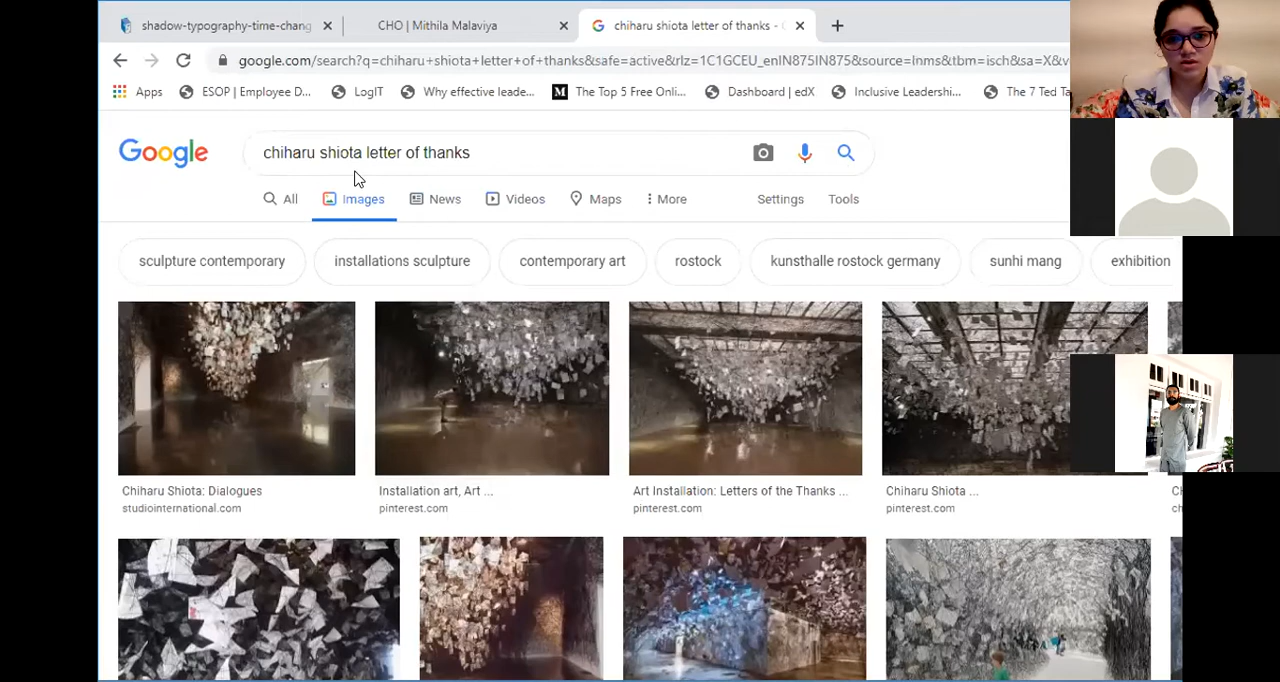 shadow-typography-time-chang
CHO | Mithila Malaviya
chiharu shiota letter of thanks -
google.com/search?q=chiharu+shiota+letter+of+thanks&safe=active&rlz=1C1GCEU_enIN875IN875&source=lnms&tbm=isch&sa=X&v
Apps
ESOP | Employee D...
LogIT
Why effective leade...
M
The Top 5 Free Onli...
Dashboard | edX
Inclusive Leadershi...
The 7 Ted Ta
Google
chiharu shiota letter of thanks
All
Images
News
Videos
Maps
More
Settings
Tools
sculpture contemporary
installations sculpture
contemporary art
rostock
kunsthalle rostock germany
sunhi mang
exhibition
Chiharu Shiota: Dialogues
studiointernational.com
Installation art, Art ...
pinterest.com
Art Installation: Letters of the Thanks ...
pinterest.com
Chiharu Shiota ...
pinterest.com
Cl
ch